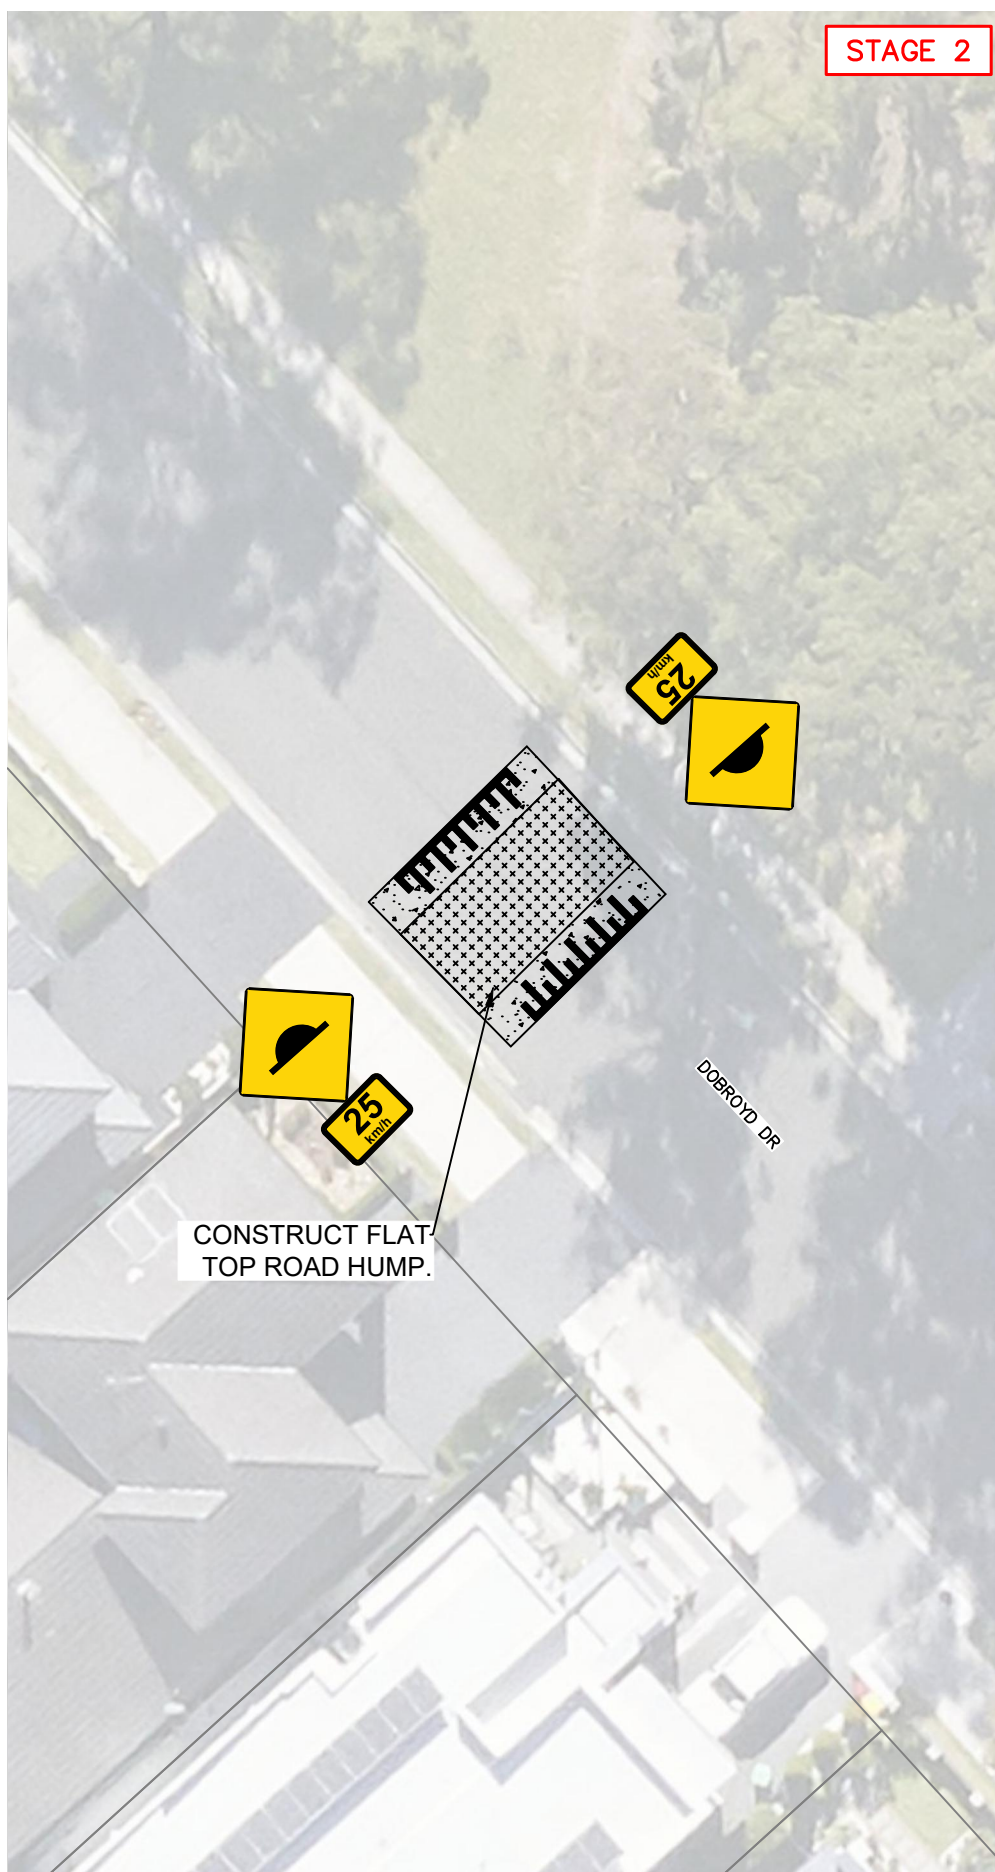 STAGE 2
25
km/h
DOBROYD DR
25
km/h
CONSTRUCT FLAT
TOP ROAD HUMP.